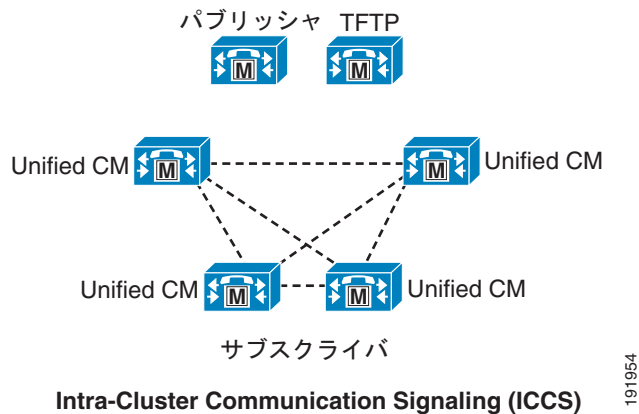 パブリッシャ TFTP
M M
Unified CM M M Unified CM
Unified CM M M Unified CM
サブスクライバ
Intra-Cluster Communication Signaling (ICCS)
191954